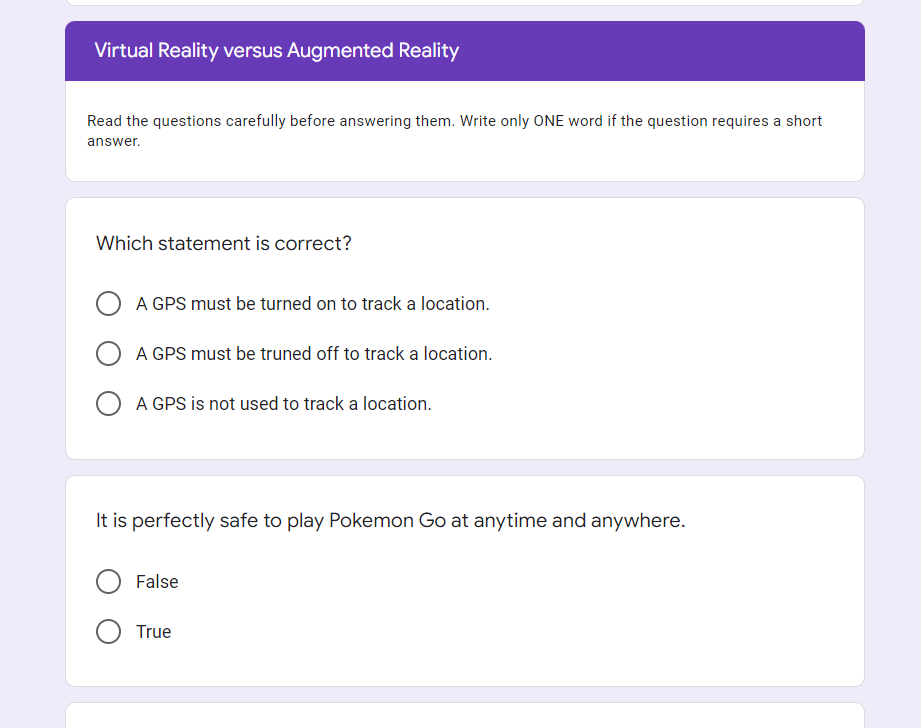 Virtual Reality versus Augmented Reality
Read the questions carefully before answering them. Write only ONE word if the question requires a short
answer.
Which statement is correct?
A GPS must be turned on to track a location.
A GPS must be truned off to track a location.
A GPS is not used to track a location.
It is perfectly safe to play Pokemon Go at anytime and anywhere.
False
True